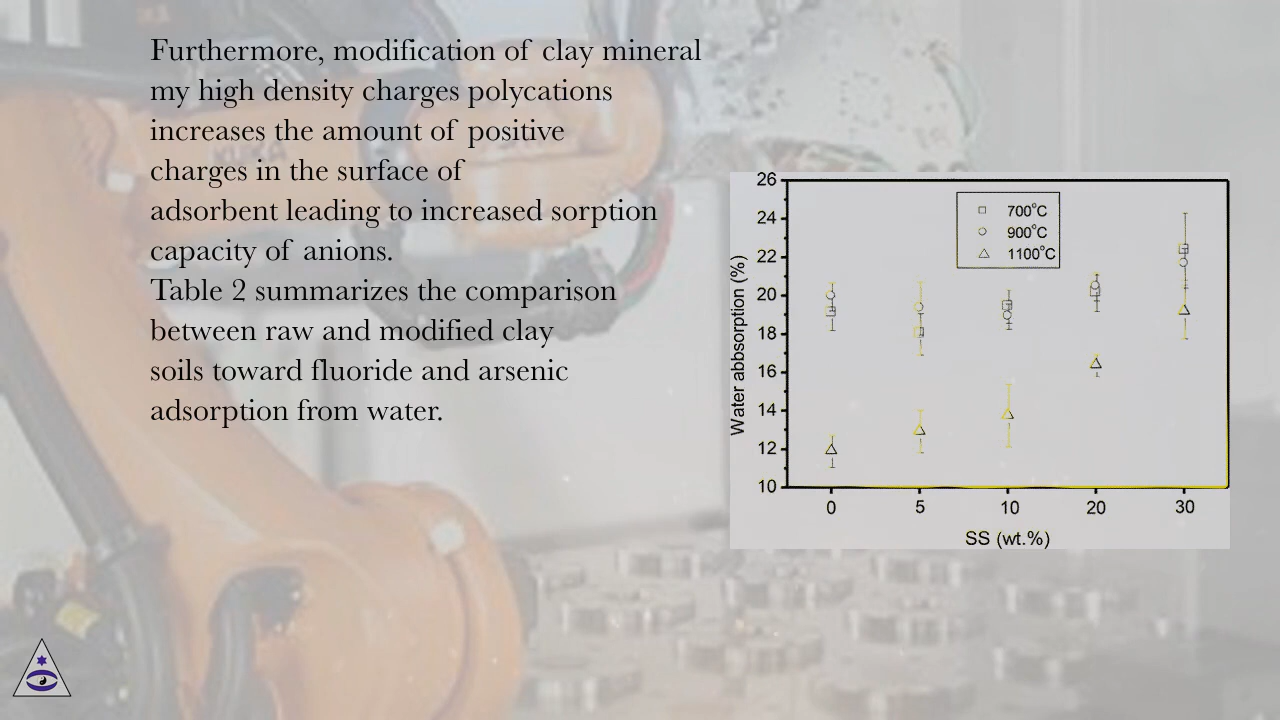 Furthermore, modification of clay mineral
my high density charges polycations
increases the amount of positive
charges in the surface of
adsorbent leading to increased sorption
capacity of anions.
Table 2 summarizes the comparison
between raw and modified clay
soils toward fluoride and arsenic
adsorption from water.
26
24
22
20
18
16
14
12
10
Water abbsorption (%)
700°C
900°C
1100°C
0 5 10 20 30
SS (wt.%)